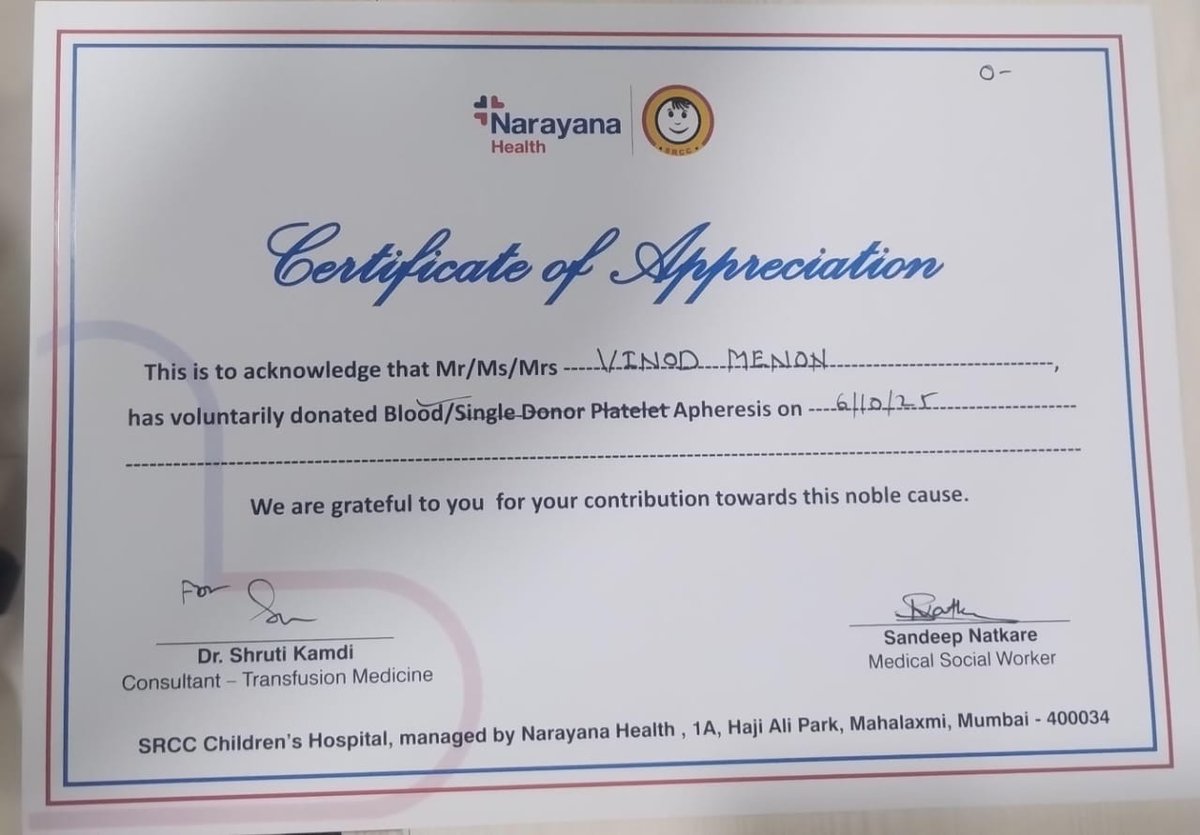 O-
Narayana
Health
SRCC
Certificate of Appreciation
This is to acknowledge that Mr/Ms/Mrs VINOD MENON,
has voluntarily donated Blood/Single Donor Platelet Apheresis on 6/10/25
We are grateful to you for your contribution towards this noble cause.
For
Dr. Shruti Kamdi
Consultant – Transfusion Medicine
Sandeep Natkare
Medical Social Worker
SRCC Children's Hospital, managed by Narayana Health , 1A, Haji Ali Park, Mahalaxmi, Mumbai - 400034